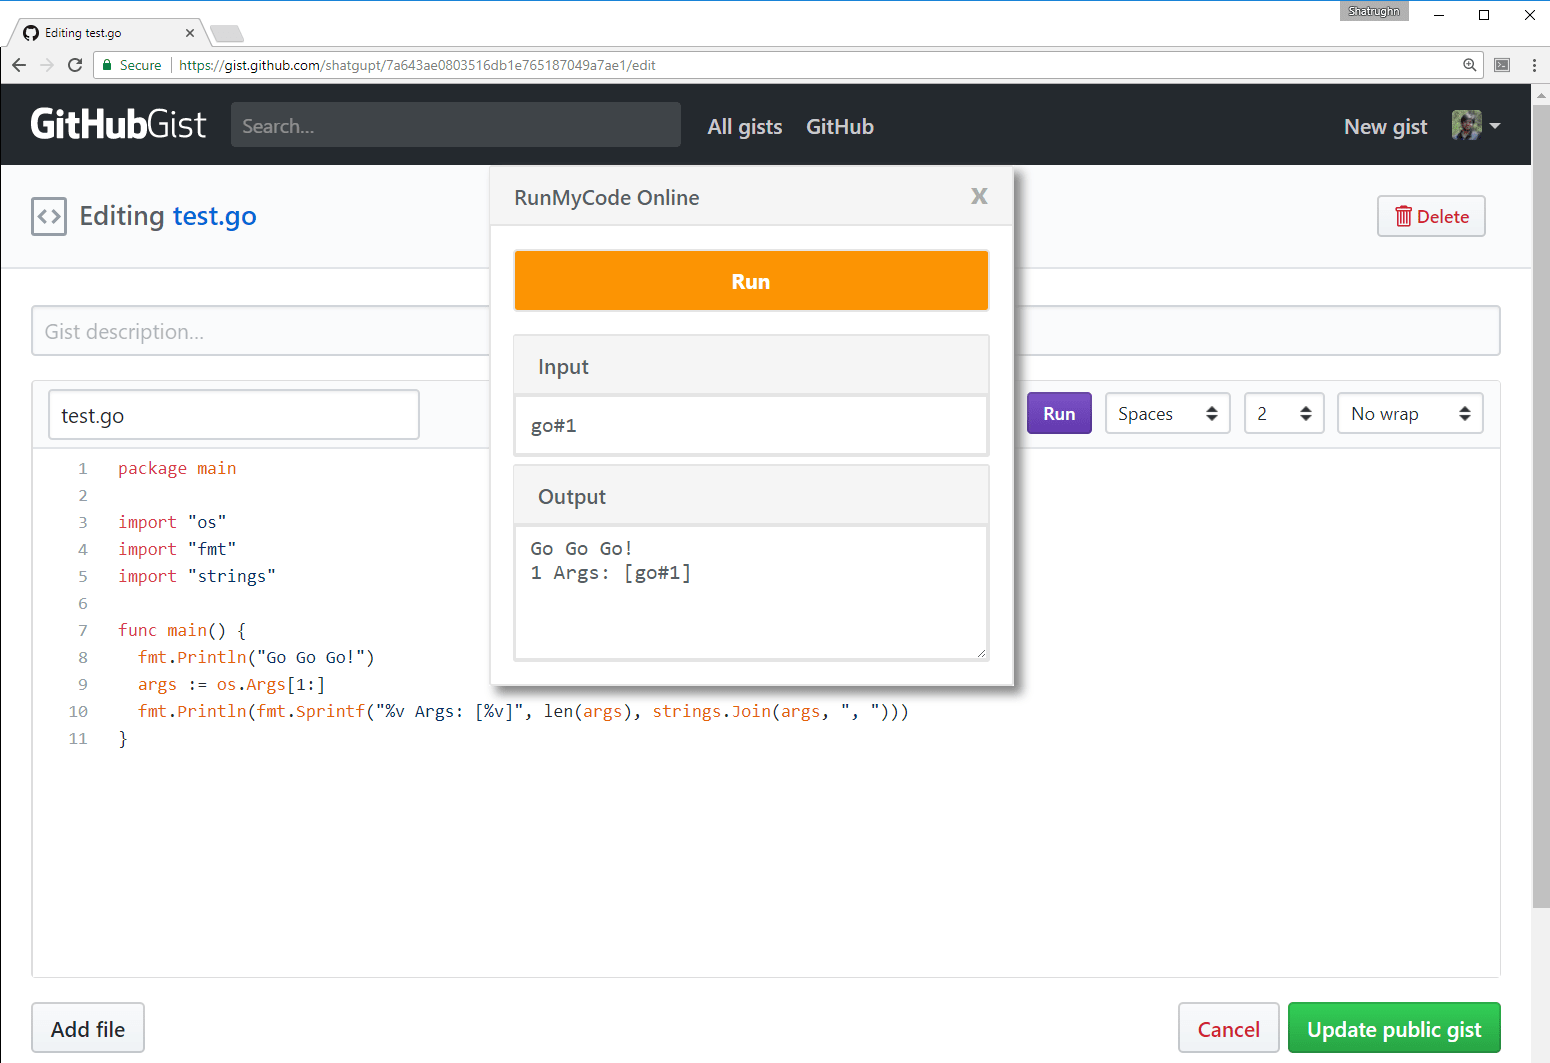 Shatrughn
Editing test.go
Secure
https://gist.github.com/shatgupt/7a643ae0803516db1e765187049a7ae1/edit
GitHubGist
Search...
All gists
GitHub
New gist
Editing test.go
Delete
RunMyCode Online
X
Run
Gist description...
Input
go#1
Output
Go Go Go!
1 Args: [go#1]
test.go
Run
Spaces
2
No wrap
1 package main
2
3 import "os"
4 import "fmt"
5 import "strings"
6
7 func main() {
8 fmt.Println("Go Go Go!")
9 args := os.Args[1:]
10 fmt.Println(fmt.Sprintf("%v Args: [%v]", len(args), strings.Join(args, ", ")))
11 }
Add file
Cancel
Update public gist